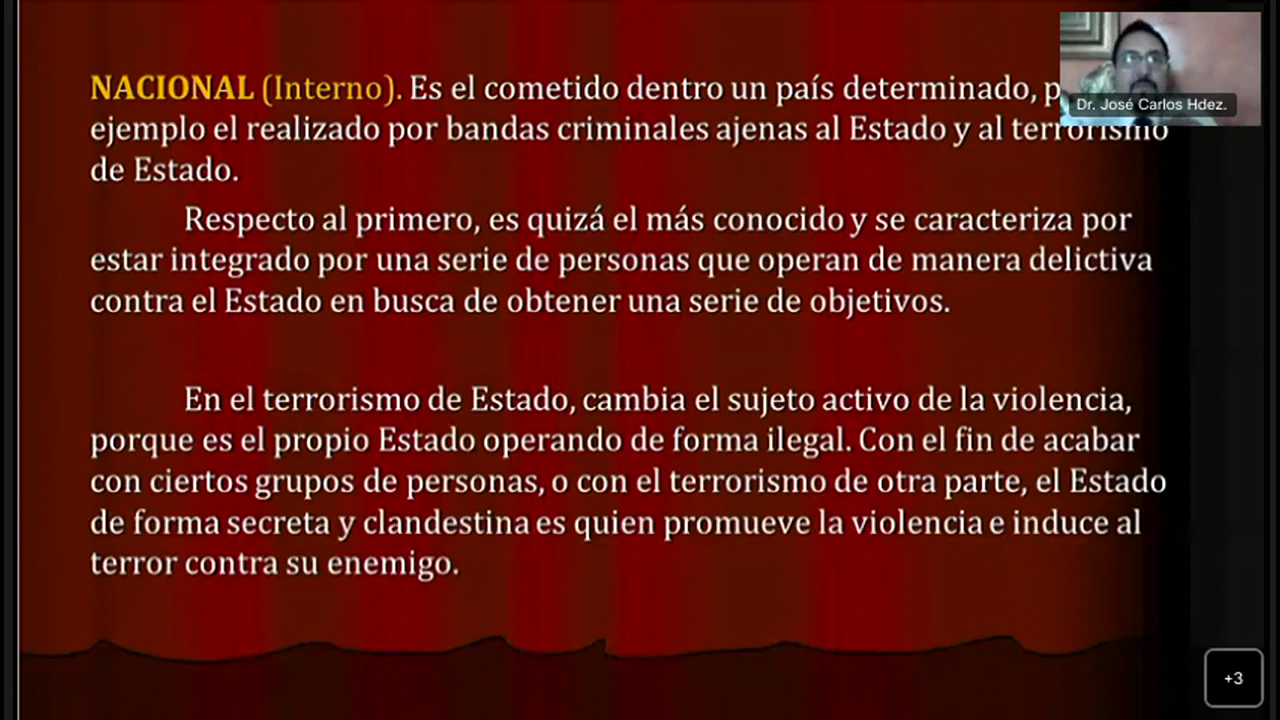 NACIONAL (Interno). Es el cometido dentro un país determinado, p
ejemplo el realizado por bandas criminales ajenas al Estado y al terrorismo
de Estado.
Respecto al primero, es quizá el más conocido y se caracteriza por
estar integrado por una serie de personas que operan de manera delictiva
contra el Estado en busca de obtener una serie de objetivos.
En el terrorismo de Estado, cambia el sujeto activo de la violencia,
porque es el propio Estado operando de forma ilegal. Con el fin de acabar
con ciertos grupos de personas, o con el terrorismo de otra parte, el Estado
de forma secreta y clandestina es quien promueve la violencia e induce al
terror contra su enemigo.
Dr. José Carlos Hdez.
+3